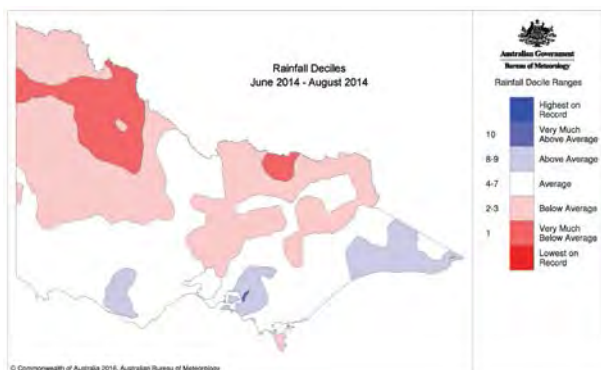 Rainfall Deciles
June 2014 - August 2014
Australian Government
Bureau of Meteorology
Rainfall Decile Ranges
Highest on
Record
10
Very Much
Above Average
8-9
Above Average
4-7
Average
2-3
Below Average
1
Very Much
Below Average
Lowest on
Record
© Commonwealth of Australia 2016, Australian Bureau of Meteorology